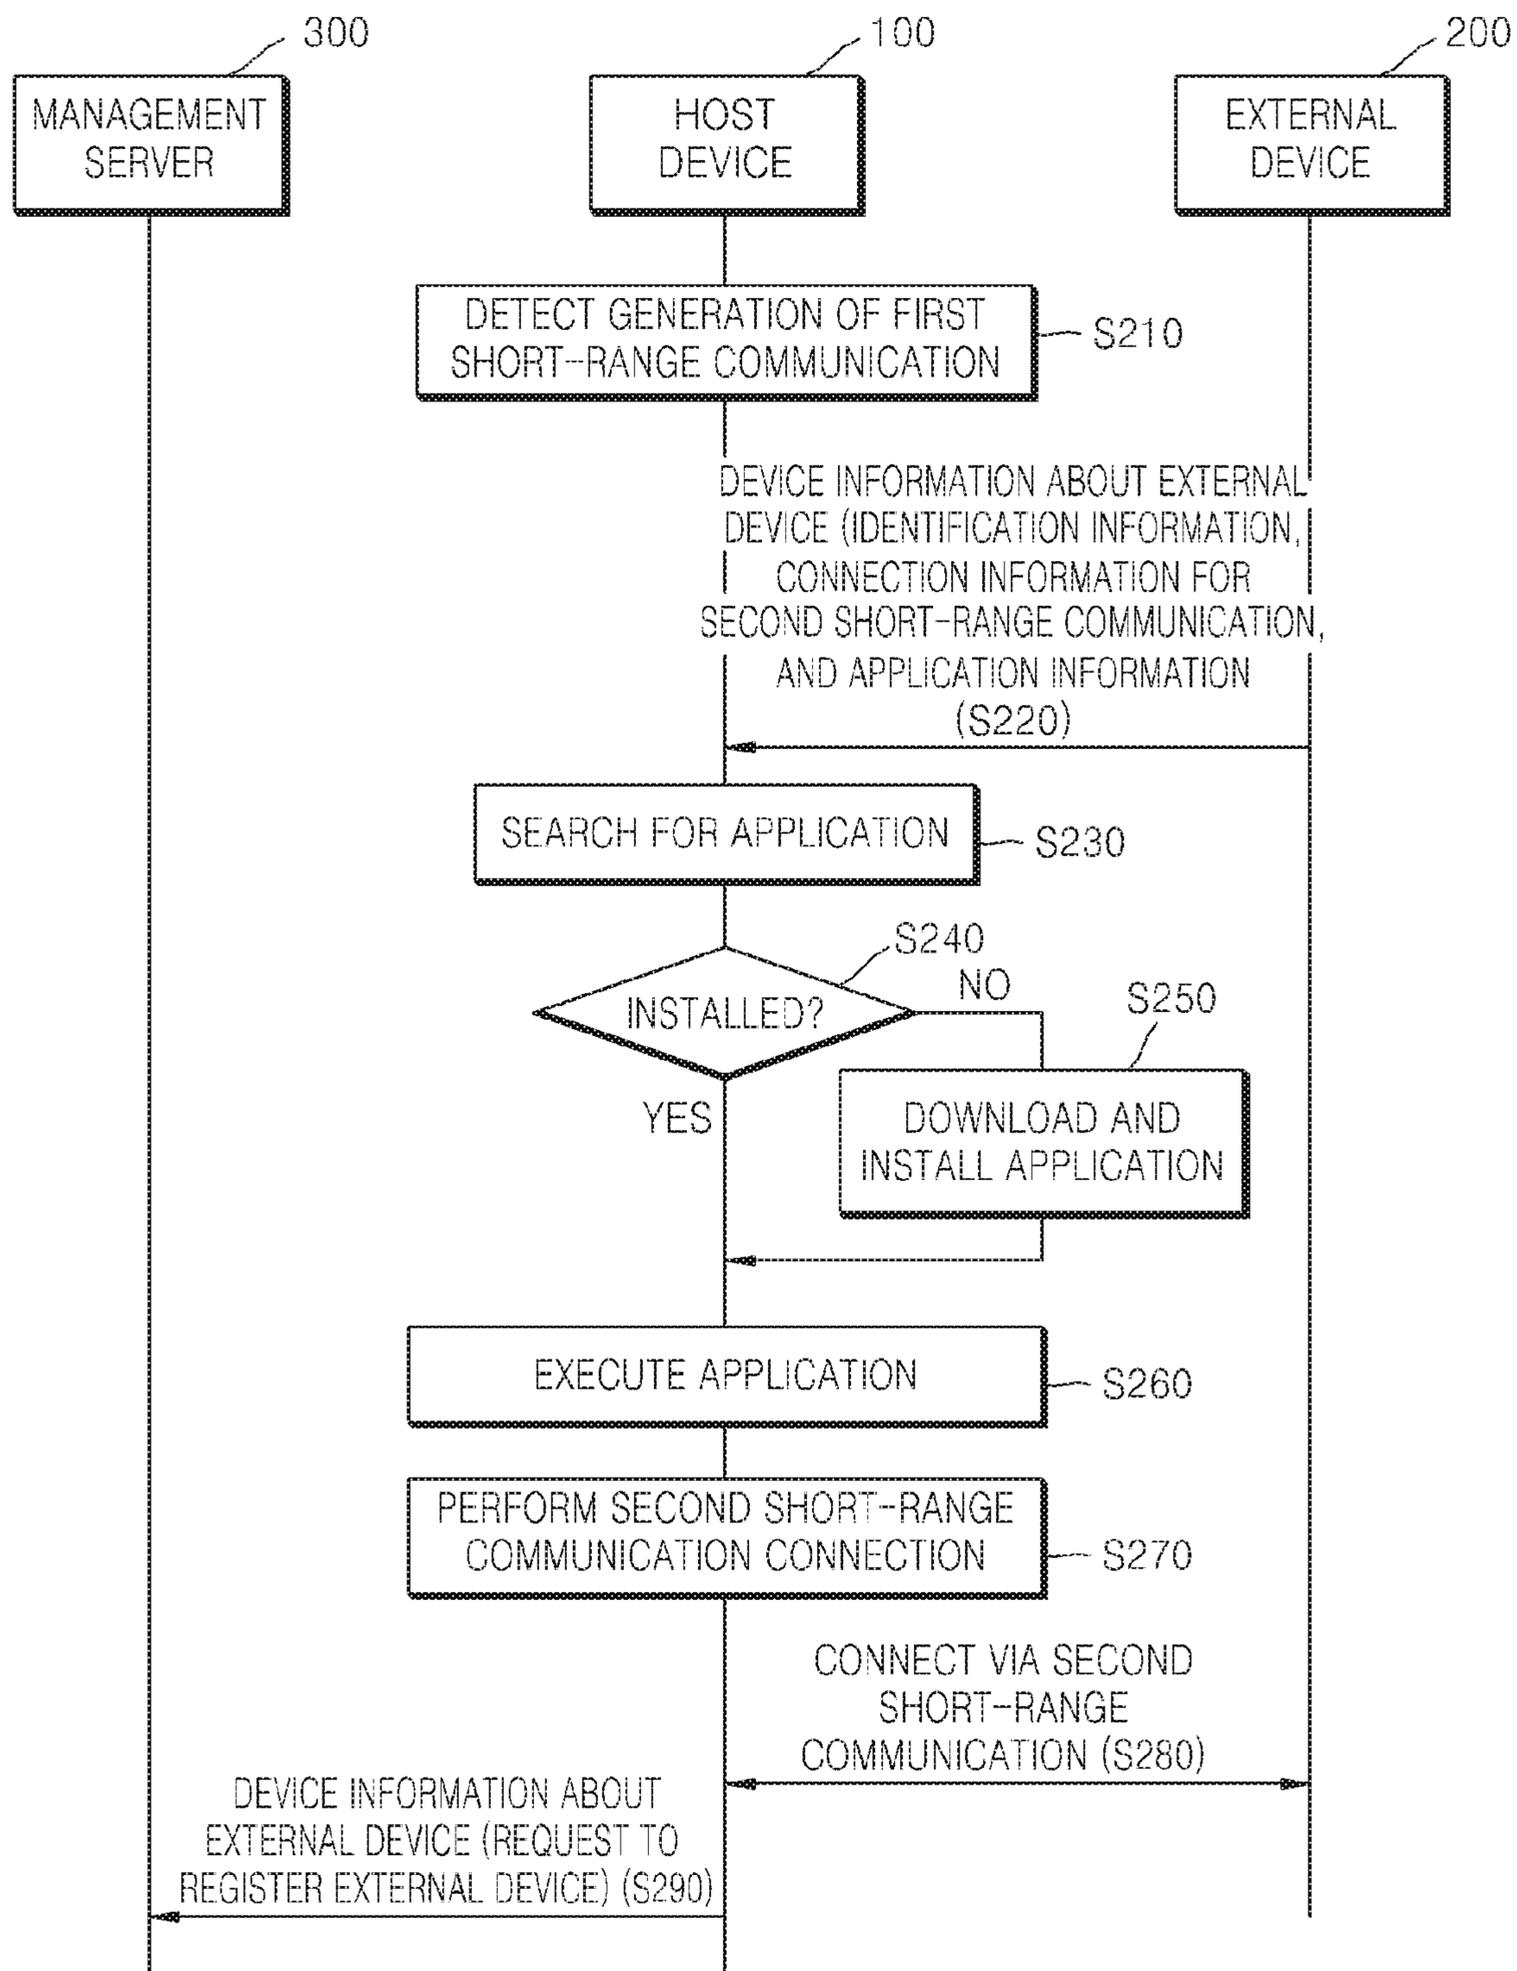 300
100
200
MANAGEMENT
SERVER
HOST
DEVICE
EXTERNAL
DEVICE
DETECT GENERATION OF FIRST
SHORT-RANGE COMMUNICATION
S210
DEVICE INFORMATION ABOUT EXTERNAL
DEVICE (IDENTIFICATION INFORMATION,
CONNECTION INFORMATION FOR
SECOND SHORT-RANGE COMMUNICATION,
AND APPLICATION INFORMATION
(S220)
SEARCH FOR APPLICATION
S230
S240
INSTALLED?
NO
S250
YES
DOWNLOAD AND
INSTALL APPLICATION
EXECUTE APPLICATION
S260
PERFORM SECOND SHORT-RANGE
COMMUNICATION CONNECTION
S270
CONNECT VIA SECOND
SHORT-RANGE
COMMUNICATION (S280)
DEVICE INFORMATION ABOUT
EXTERNAL DEVICE (REQUEST TO
REGISTER EXTERNAL DEVICE) (S290)